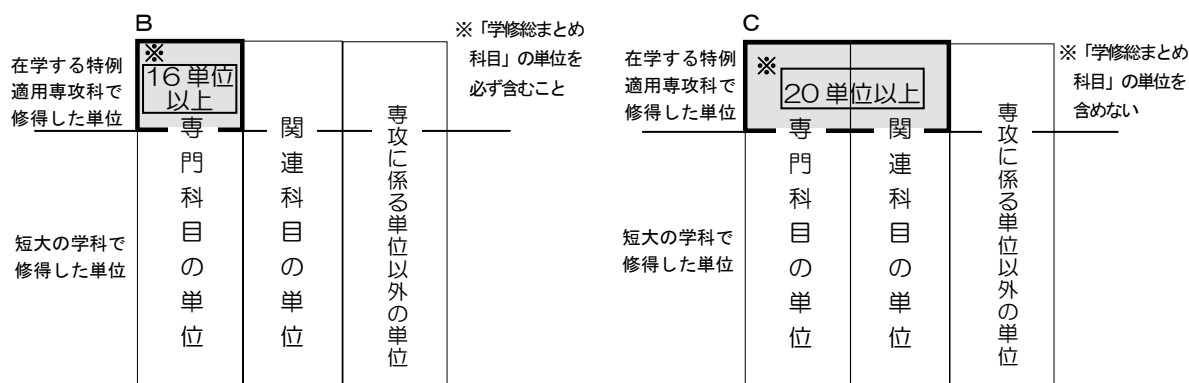 B
在学する特例
適用専攻科で
修得した単位
※
16 単位
以上
※「学修総まとめ
科目」の単位を
必ず含むこと
短大の学科で
修得した単位
専門科目の単位
関連科目の単位
専攻に係る単位以外の単位
C
在学する特例
適用専攻科で
修得した単位
※
20 単位以上
※「学修総まとめ
科目」の単位を
含めない
短大の学科で
修得した単位
専門科目の単位
関連科目の単位
専攻に係る単位以外の単位